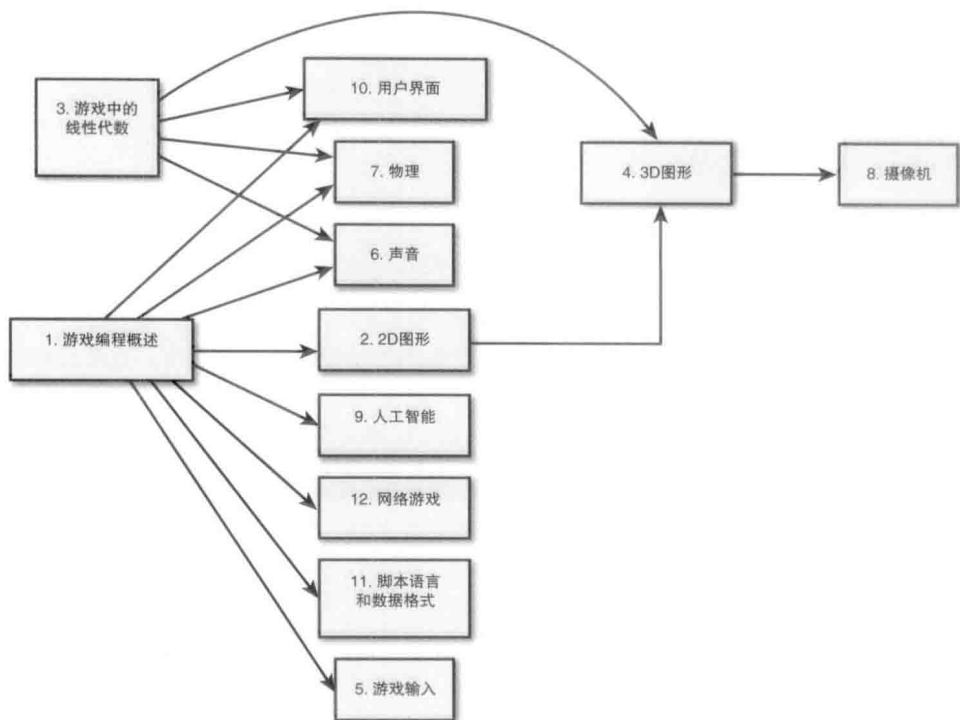 3. 游戏中的
线性代数
10. 用户界面
7. 物理
4. 3D图形
8. 摄像机
6. 声音
1. 游戏编程概述
2. 2D图形
9. 人工智能
12. 网络游戏
11. 脚本语言
和数据格式
5. 游戏输入